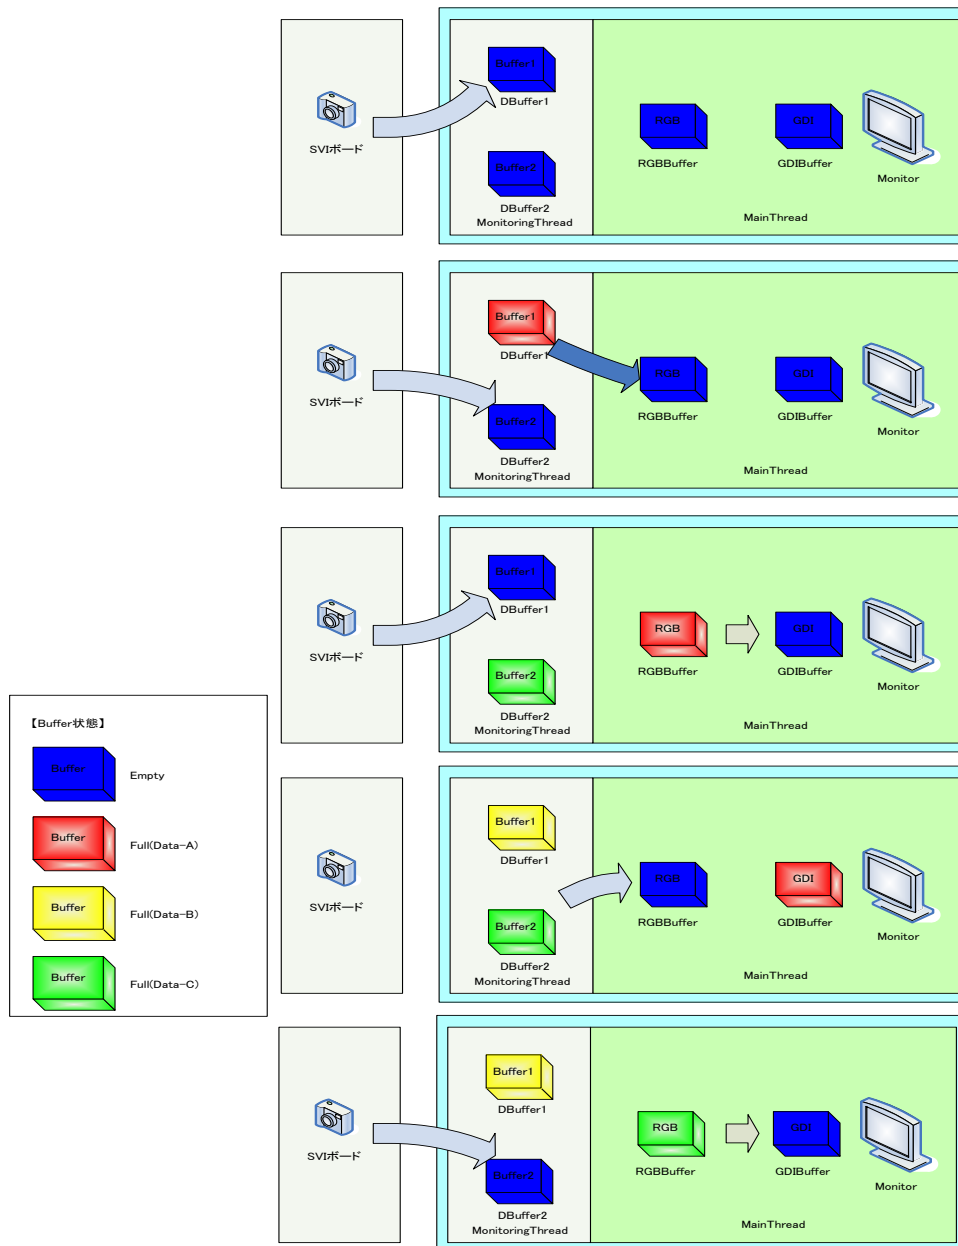 Buffer1
DBuffer1
SVIボード
Buffer2
DBuffer2
MonitoringThread
RGB
RGBBuffer
GDI
GDIBuffer
Monitor
MainThread
Buffer1
DBuffer1
SVIボード
Buffer2
DBuffer2
MonitoringThread
RGB
RGBBuffer
GDI
GDIBuffer
Monitor
MainThread
Buffer1
DBuffer1
SVIボード
Buffer2
DBuffer2
MonitoringThread
RGB
RGBBuffer
GDI
GDIBuffer
Monitor
MainThread
【Buffer状態】
Buffer
Empty
Buffer
Full(Data-A)
Buffer
Full(Data-B)
Buffer
Full(Data-C)
Buffer1
DBuffer1
SVIボード
Buffer2
DBuffer2
MonitoringThread
RGB
RGBBuffer
GDI
GDIBuffer
Monitor
MainThread
Buffer1
DBuffer1
SVIボード
Buffer2
DBuffer2
MonitoringThread
RGB
RGBBuffer
GDI
GDIBuffer
Monitor
MainThread